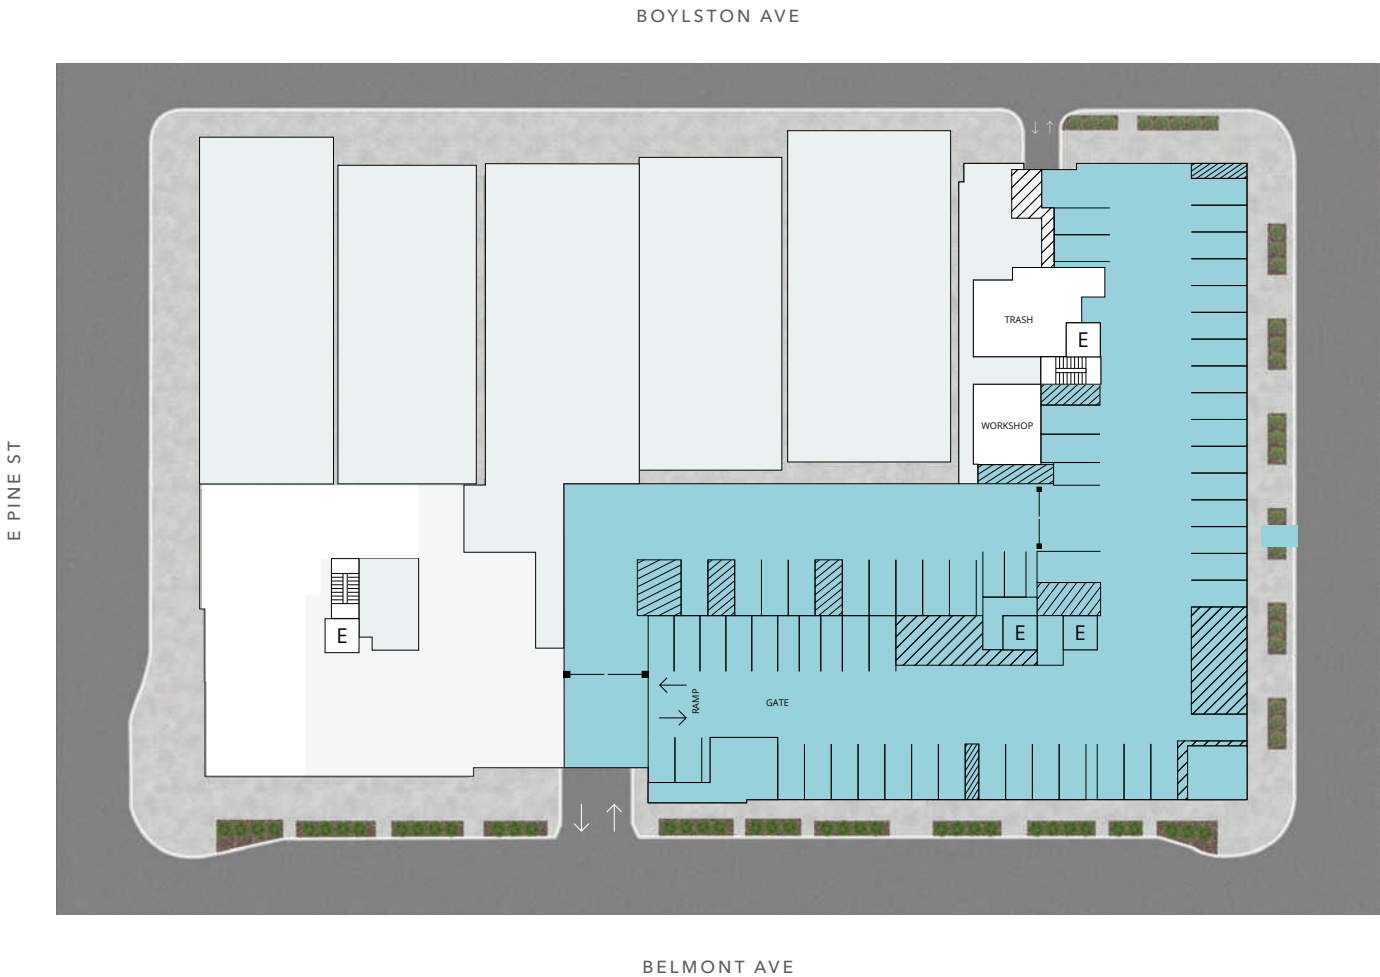 BOYLSTON AVE
E PINE ST
TRASH
E
WORKSHOP
E
E
E
RAMP
GATE
BELMONT AVE